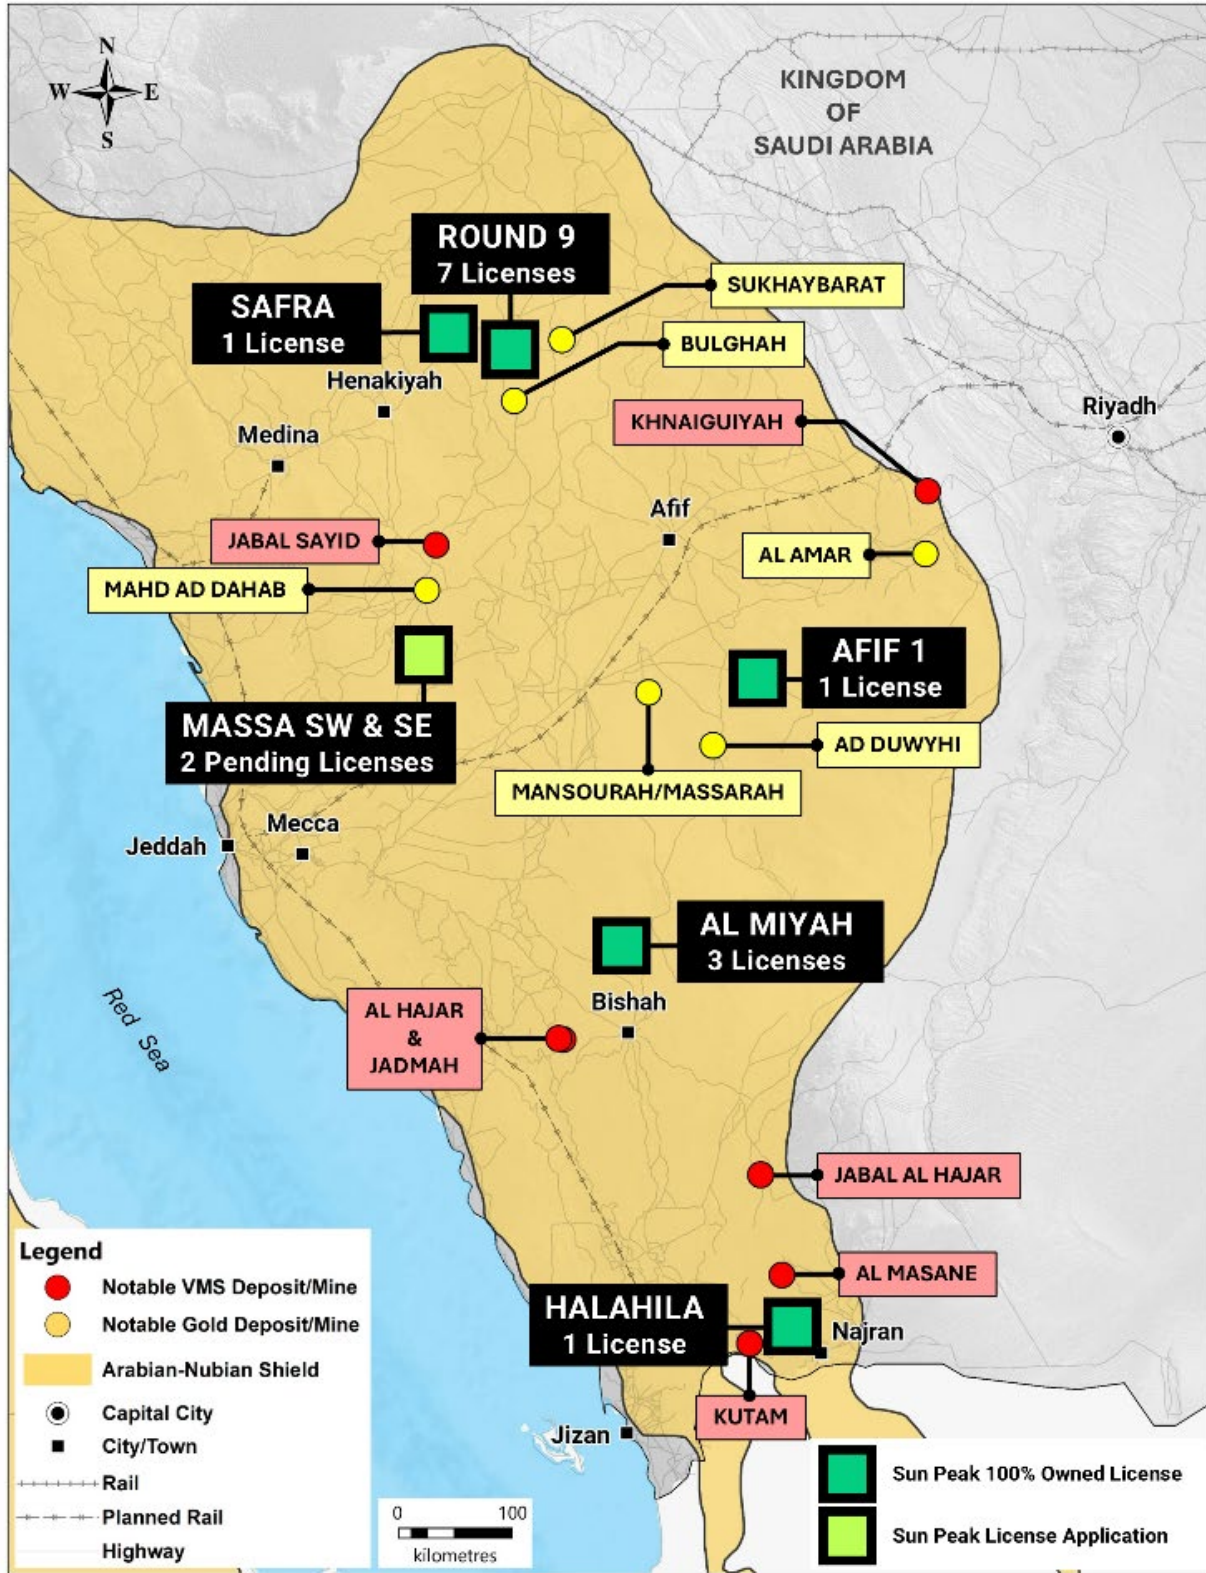 N
W E
S
KINGDOM
OF
SAUDI ARABIA
ROUND 9
7 Licenses
SUKHAYBARAT
SAFRA
1 License
BULGHAH
Henakiyah
KHNAIGUIYAH
Riyadh
Medina
Afif
JABAL SAYID
AL AMAR
MAHD AD DAHAB
AFIF 1
1 License
MASSA SW & SE
2 Pending Licenses
AD DUWYHI
MANSOURAH/MASSARAH
Mecca
Jeddah
AL MIYAH
3 Licenses
Red Sea
Bishah
AL HAJAR
&
JADMAH
JABAL AL HAJAR
AL MASANE
HALAHILA
1 License
Najran
KUTAM
Jizan
Legend
Notable VMS Deposit/Mine
Notable Gold Deposit/Mine
Arabian-Nubian Shield
Capital City
City/Town
Rail
Planned Rail
Highway
0 100
kilometres
Sun Peak 100% Owned License
Sun Peak License Application